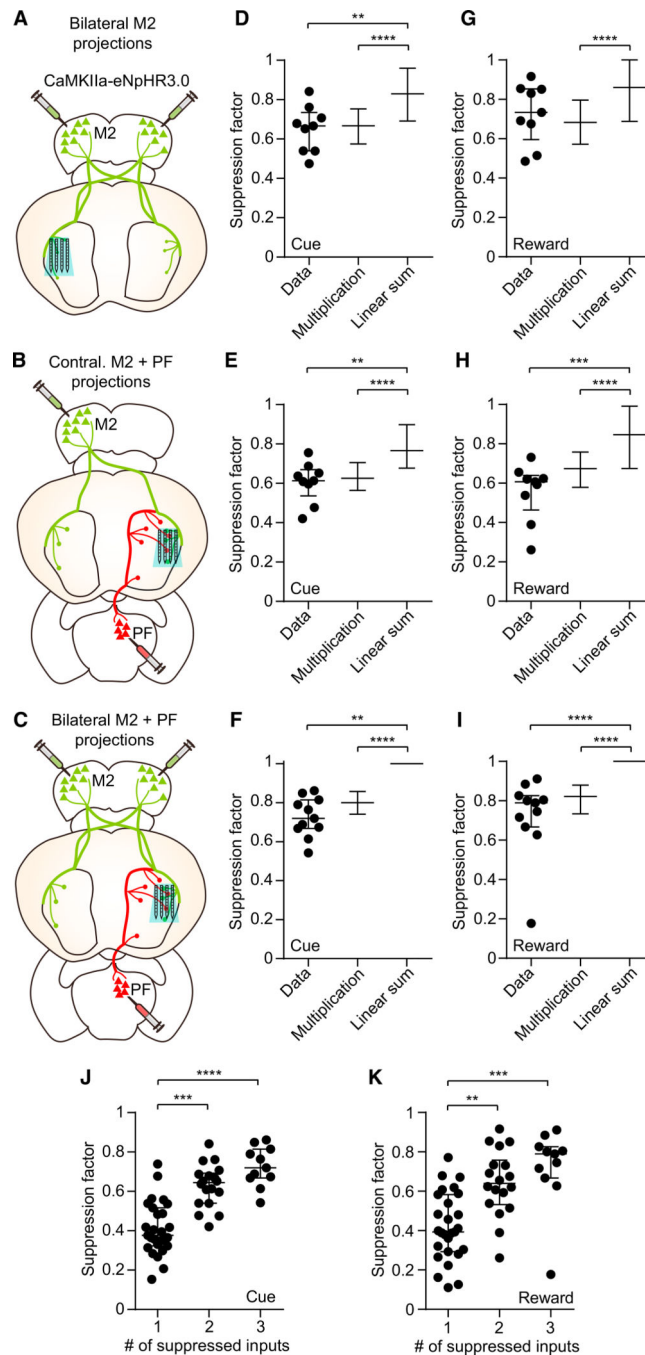 A
Bilateral M2
projections
CaMKIIa-eNpHR3.0
M2
D
**
****
Suppression factor
1
0.8
0.6
0.4
0.2
0
Cue
Data
Multiplication
Linear sum
G
****
Suppression factor
1
0.8
0.6
0.4
0.2
0
Reward
Data
Multiplication
Linear sum
B
Contral. M2 + PF
projections
M2
PF
E
**
****
Suppression factor
1
0.8
0.6
0.4
0.2
0
Cue
Data
Multiplication
Linear sum
H
***
****
Suppression factor
1
0.8
0.6
0.4
0.2
0
Reward
Data
Multiplication
Linear sum
C
Bilateral M2 + PF
projections
M2
PF
F
**
****
Suppression factor
1
0.8
0.6
0.4
0.2
0
Cue
Data
Multiplication
Linear sum
I
****
****
Suppression factor
1
0.8
0.6
0.4
0.2
0
Reward
Data
Multiplication
Linear sum
J
****
***
Suppression factor
1
0.8
0.6
0.4
0.2
0
Cue
1 2 3
# of suppressed inputs
K
***
**
Suppression factor
1
0.8
0.6
0.4
0.2
0
Reward
1 2 3
# of suppressed inputs